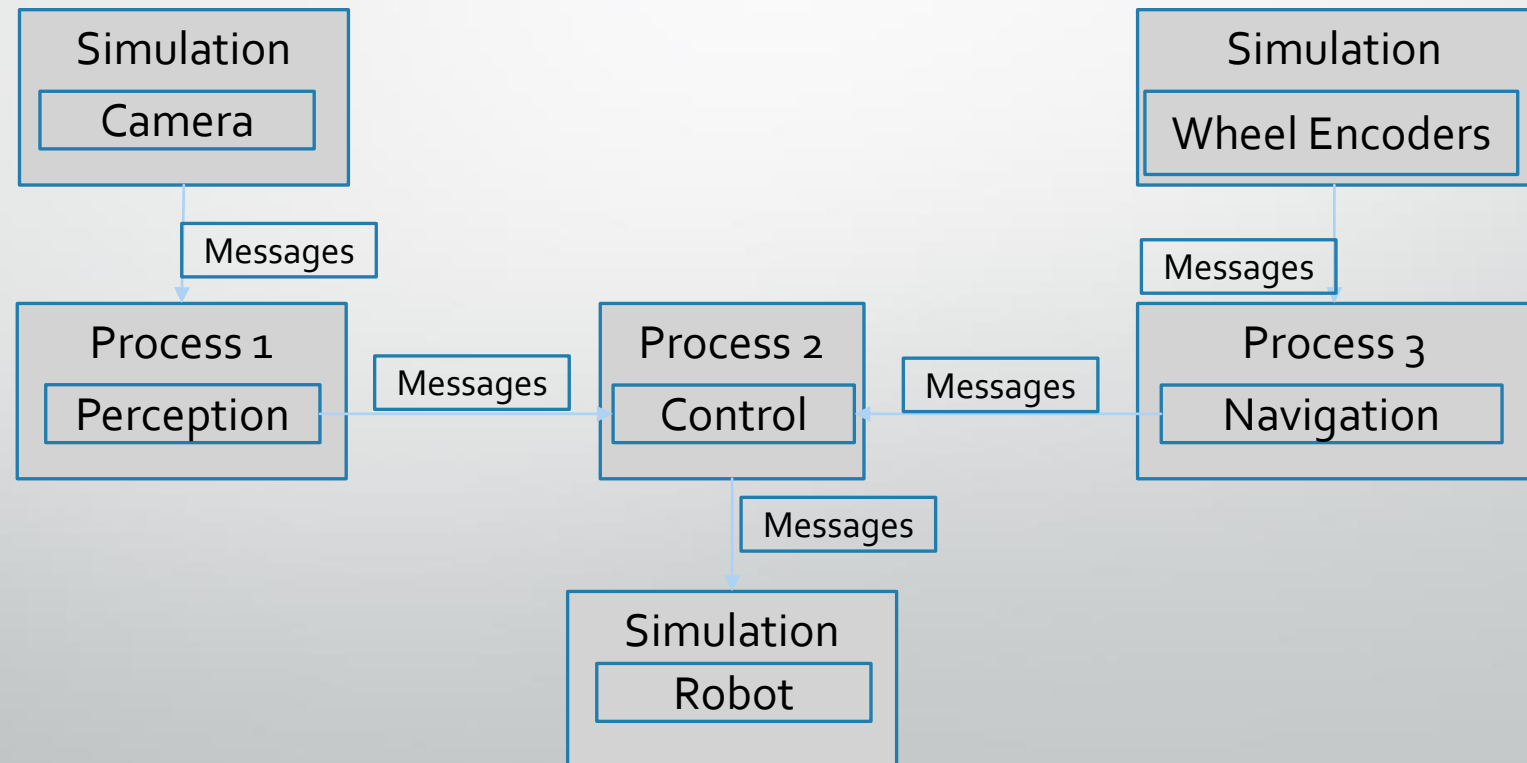 Simulation
Camera
Simulation
Wheel Encoders
Messages
Messages
Process 1
Perception
Messages
Process 2
Control
Messages
Process 3
Navigation
Messages
Simulation
Robot